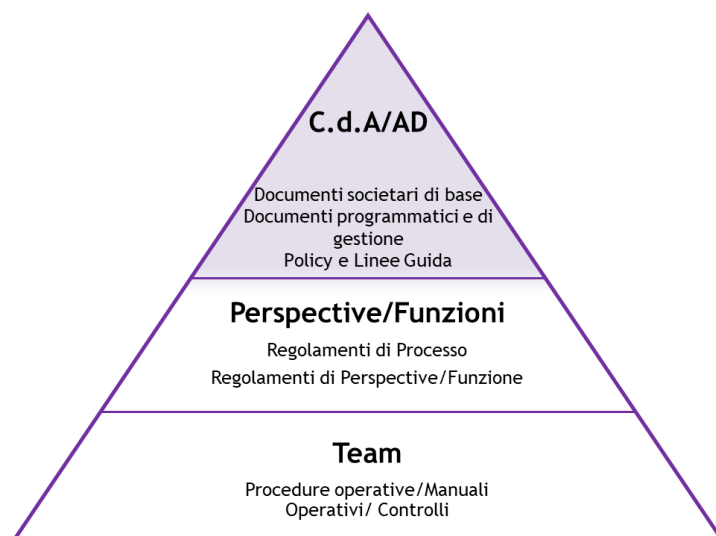 C.d.A/AD
Documenti societari di base
Documenti programmatici e di
gestione
Policy e Linee Guida
Perspective/Funzioni
Regolamenti di Processo
Regolamenti di Perspective/Funzione
Team
Procedure operative/Manuali
Operativi/ Controlli